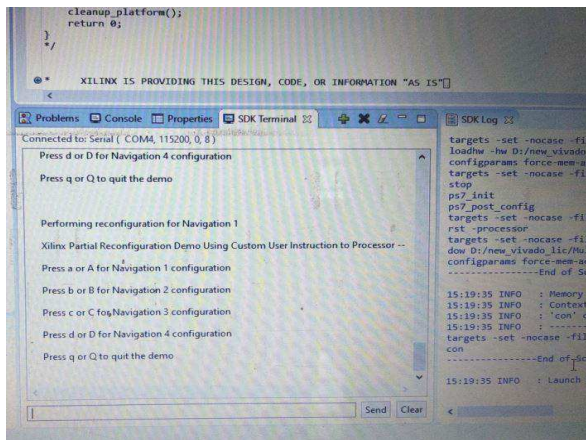 cleanup_platform();
return 0;
}
*/
* XILINX IS PROVIDING THIS DESIGN, CODE, OR INFORMATION "AS IS"
Problems Console Properties SDK Terminal
Connected to: Serial ( COM4, 115200, 0, 8 )
Press d or D for Navigation 4 configuration
Press q or Q to quit the demo
Performing reconfiguration for Navigation 1
Xilinx Partial Reconfiguration Demo Using Custom User Instruction to Processor --
Press a or A for Navigation 1 configuration
Press b or B for Navigation 2 configuration
Press c or C for Navigation 3 configuration
Press d or D for Navigation 4 configuration
Press q or Q to quit the demo
Send Clear
SDK Log
targets -set -nocase -fi
loadhw -hw D:/new_vivado
configparams force-mem-a
targets -set -nocase -fi
stop
ps7_init
ps7_post_config
targets -set -nocase -fi
rst -processor
targets -set -nocase -fi
dow D:/new_vivado_lic/Mu
configparams force-mem-a
----------------End of Sc
15:19:35 INFO : Memory
15:19:35 INFO : Context
15:19:35 INFO : 'con' c
15:19:35 INFO : -------
targets -set -nocase -fil
con
----------------End of Sc
15:19:35 INFO : Launch